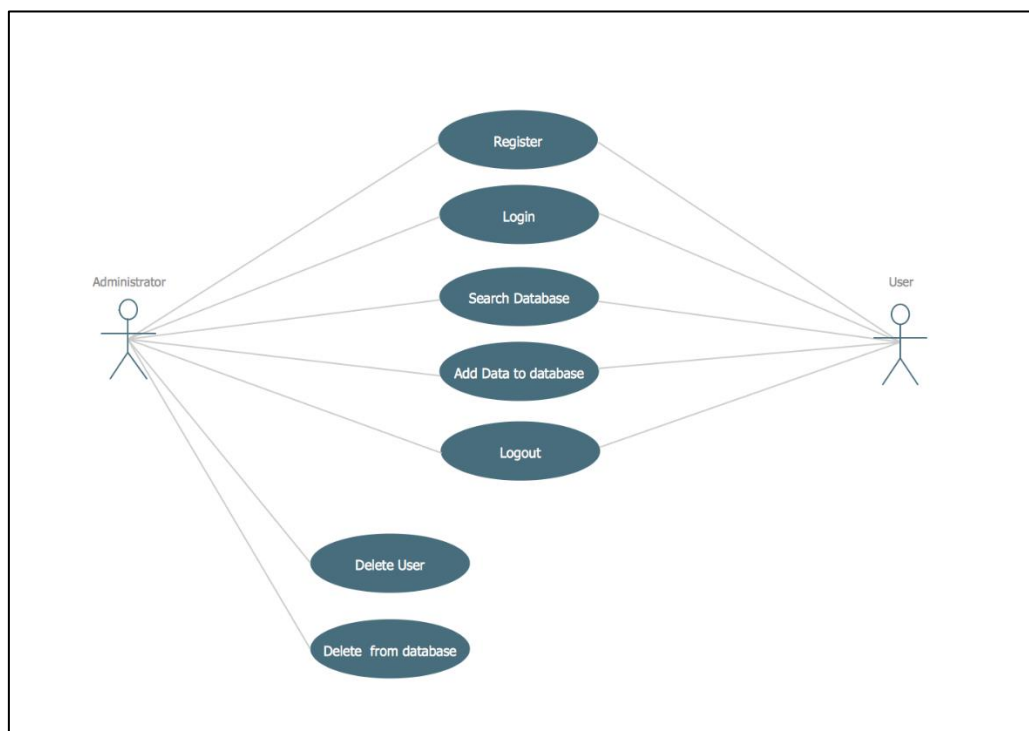 Register
Login
Administrator
User
Search Database
Add Data to database
Logout
Delete User
Delete  from database